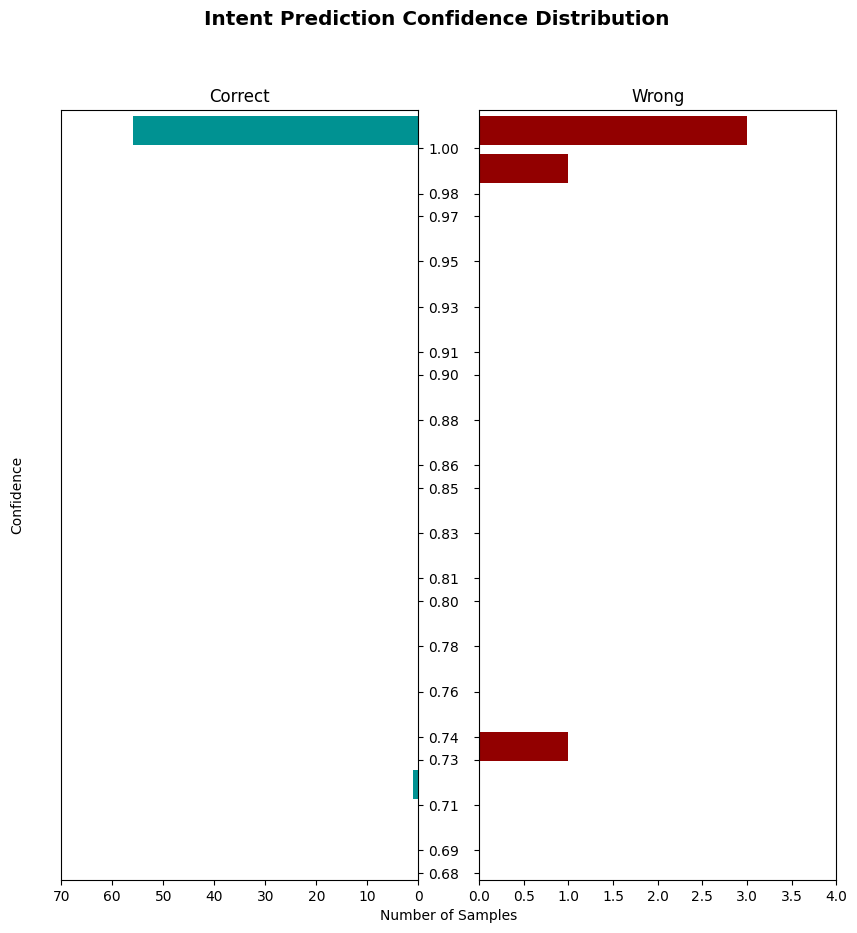 Intent Prediction Confidence Distribution
Correct
Wrong
1.00
0.98
0.97
0.95
0.93
0.91
0.90
0.88
0.86
0.85
0.83
0.81
0.80
0.78
0.76
0.74
0.73
0.71
0.69
0.68
Confidence
70 60 50 40 30 20 10 0
0.0 0.5 1.0 1.5 2.0 2.5 3.0 3.5 4.0
Number of Samples